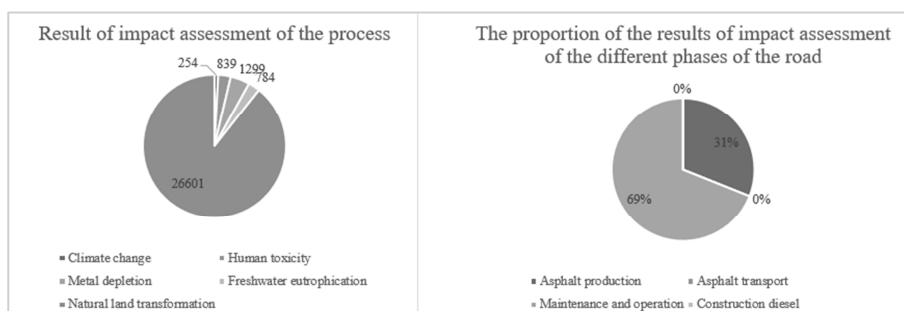 Result of impact assessment of the process
254
839
1299
784
26601
Climate change
Human toxicity
Metal depletion
Freshwater eutrophication
Natural land transformation
The proportion of the results of impact assessment
of the different phases of the road
0%
31%
69%
0%
Asphalt production
Asphalt transport
Maintenance and operation
Construction diesel